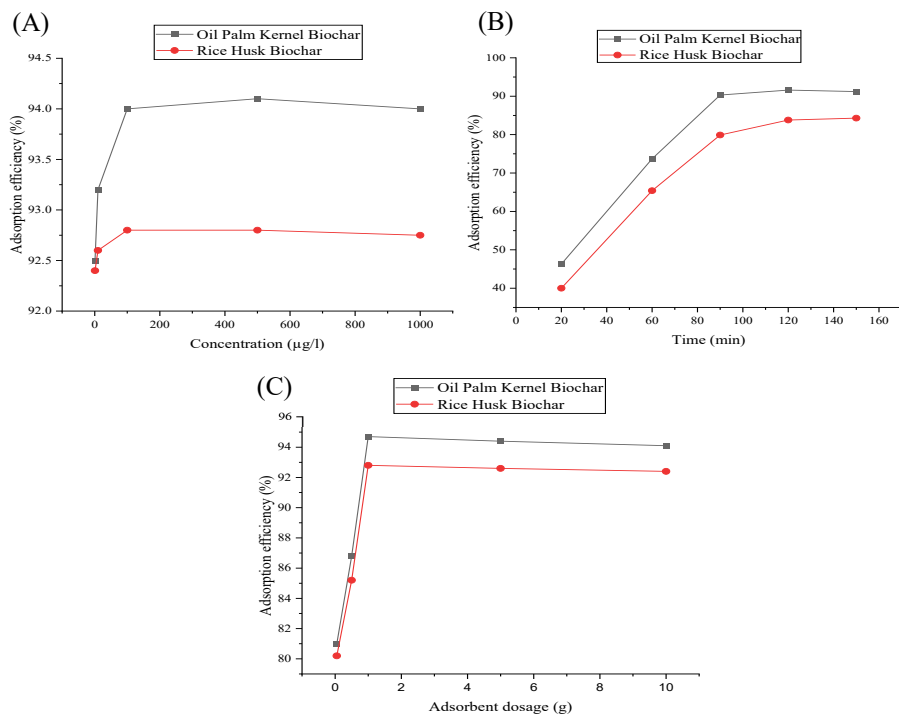 (A)
Oil Palm Kernel Biochar
Rice Husk Biochar
94.5
94.0
93.5
93.0
92.5
92.0
Adsorption efficiency (%)
0 200 400 600 800 1000
Concentration (µg/l)
(B)
Oil Palm Kernel Biochar
Rice Husk Biochar
100
90
80
70
60
50
40
Adsorption efficiency (%)
0 20 40 60 80 100 120 140 160
Time (min)
(C)
Oil Palm Kernel Biochar
Rice Husk Biochar
96
94
92
90
88
86
84
82
80
Adsorption efficiency (%)
0 2 4 6 8 10
Adsorbent dosage (g)